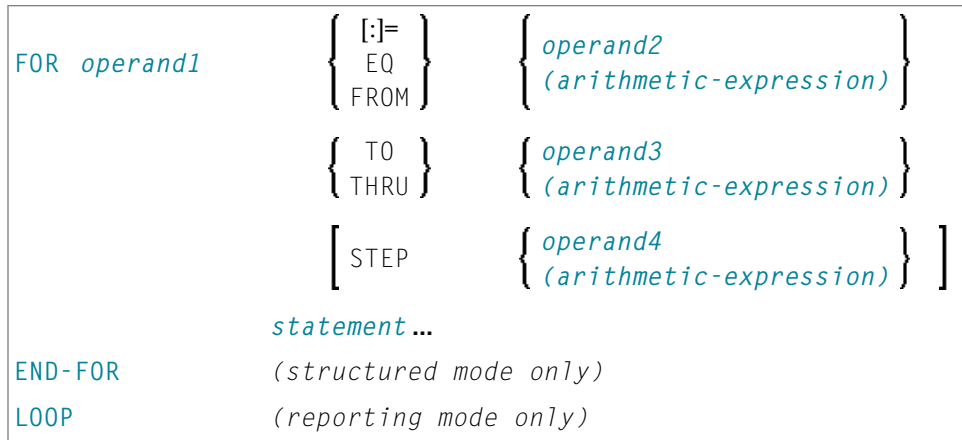 [:]=
EQ
FROM
FOR operand1
operand2
(arithmetic-expression)
TO
THRU
operand3
(arithmetic-expression)
STEP
operand4
(arithmetic-expression)
statement ...
END-FOR (structured mode only)
LOOP (reporting mode only)